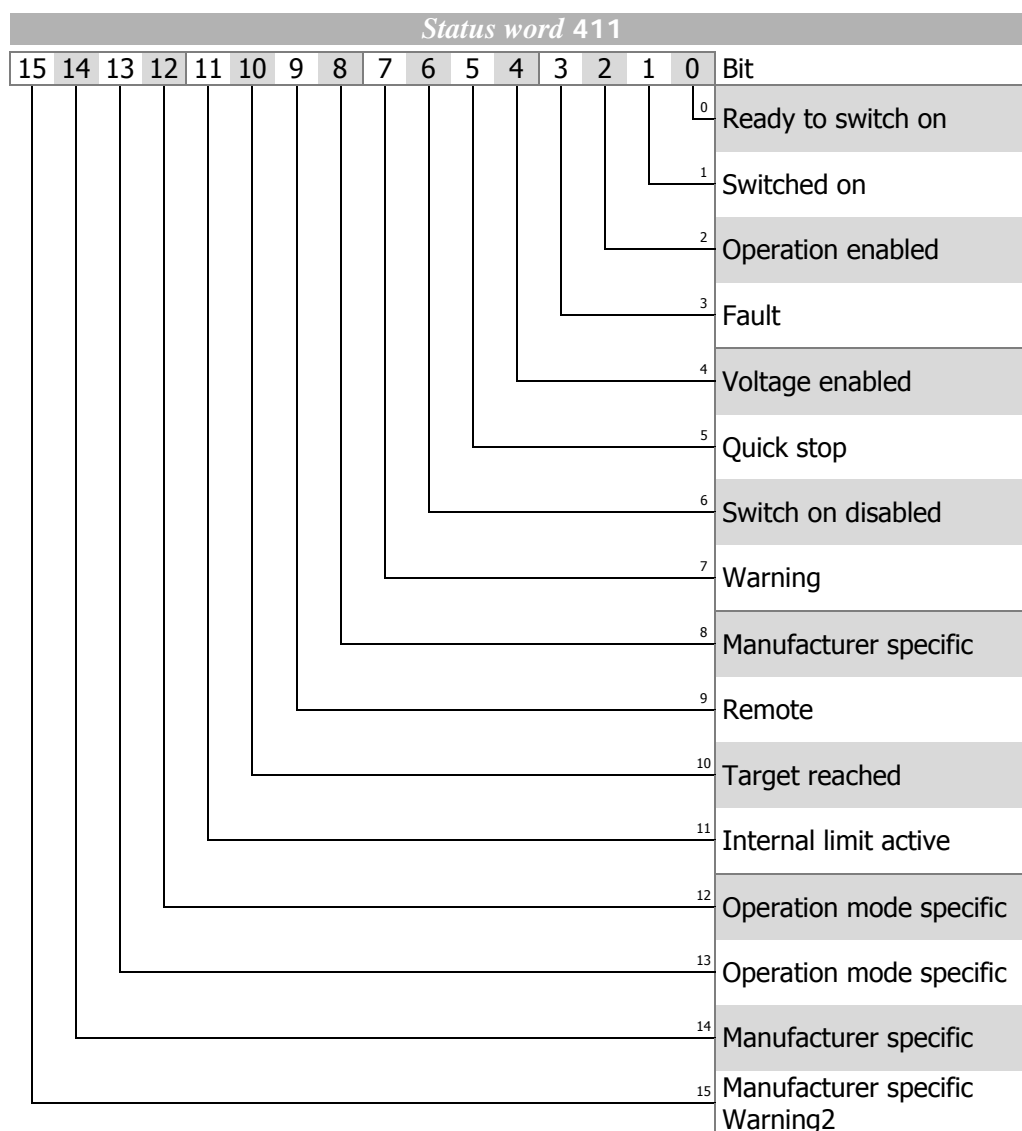 Status word 411
15 14 13 12 11 10 9 8 7 6 5 4 3 2 1 0 Bit
0 Ready to switch on
1 Switched on
2 Operation enabled
3 Fault
4 Voltage enabled
5 Quick stop
6 Switch on disabled
7 Warning
8 Manufacturer specific
9 Remote
10 Target reached
11 Internal limit active
12 Operation mode specific
13 Operation mode specific
14 Manufacturer specific
15 Manufacturer specific
Warning2